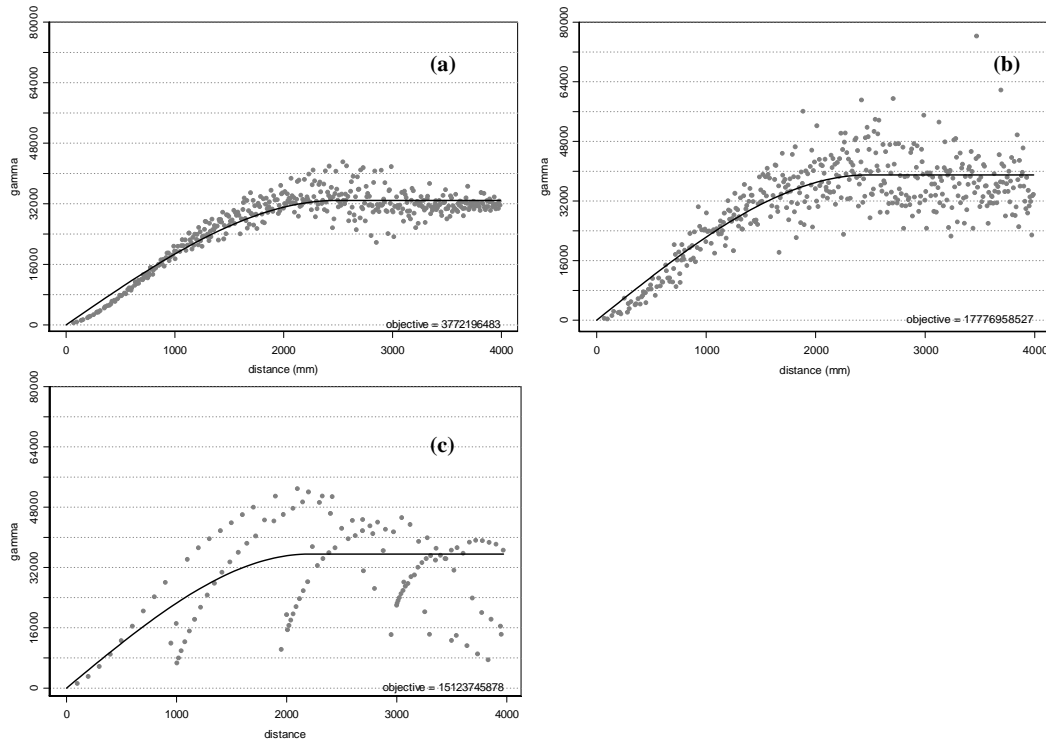 80000
64000
48000
32000
16000
0
gamma
(a)
objective = 3772196483
0 1000 2000 3000 4000
distance (mm)
80000
64000
48000
32000
16000
0
gamma
(b)
objective = 17776958527
0 1000 2000 3000 4000
distance (mm)
80000
64000
48000
32000
16000
0
gamma
(c)
objective = 15123745878
0 1000 2000 3000 4000
distance